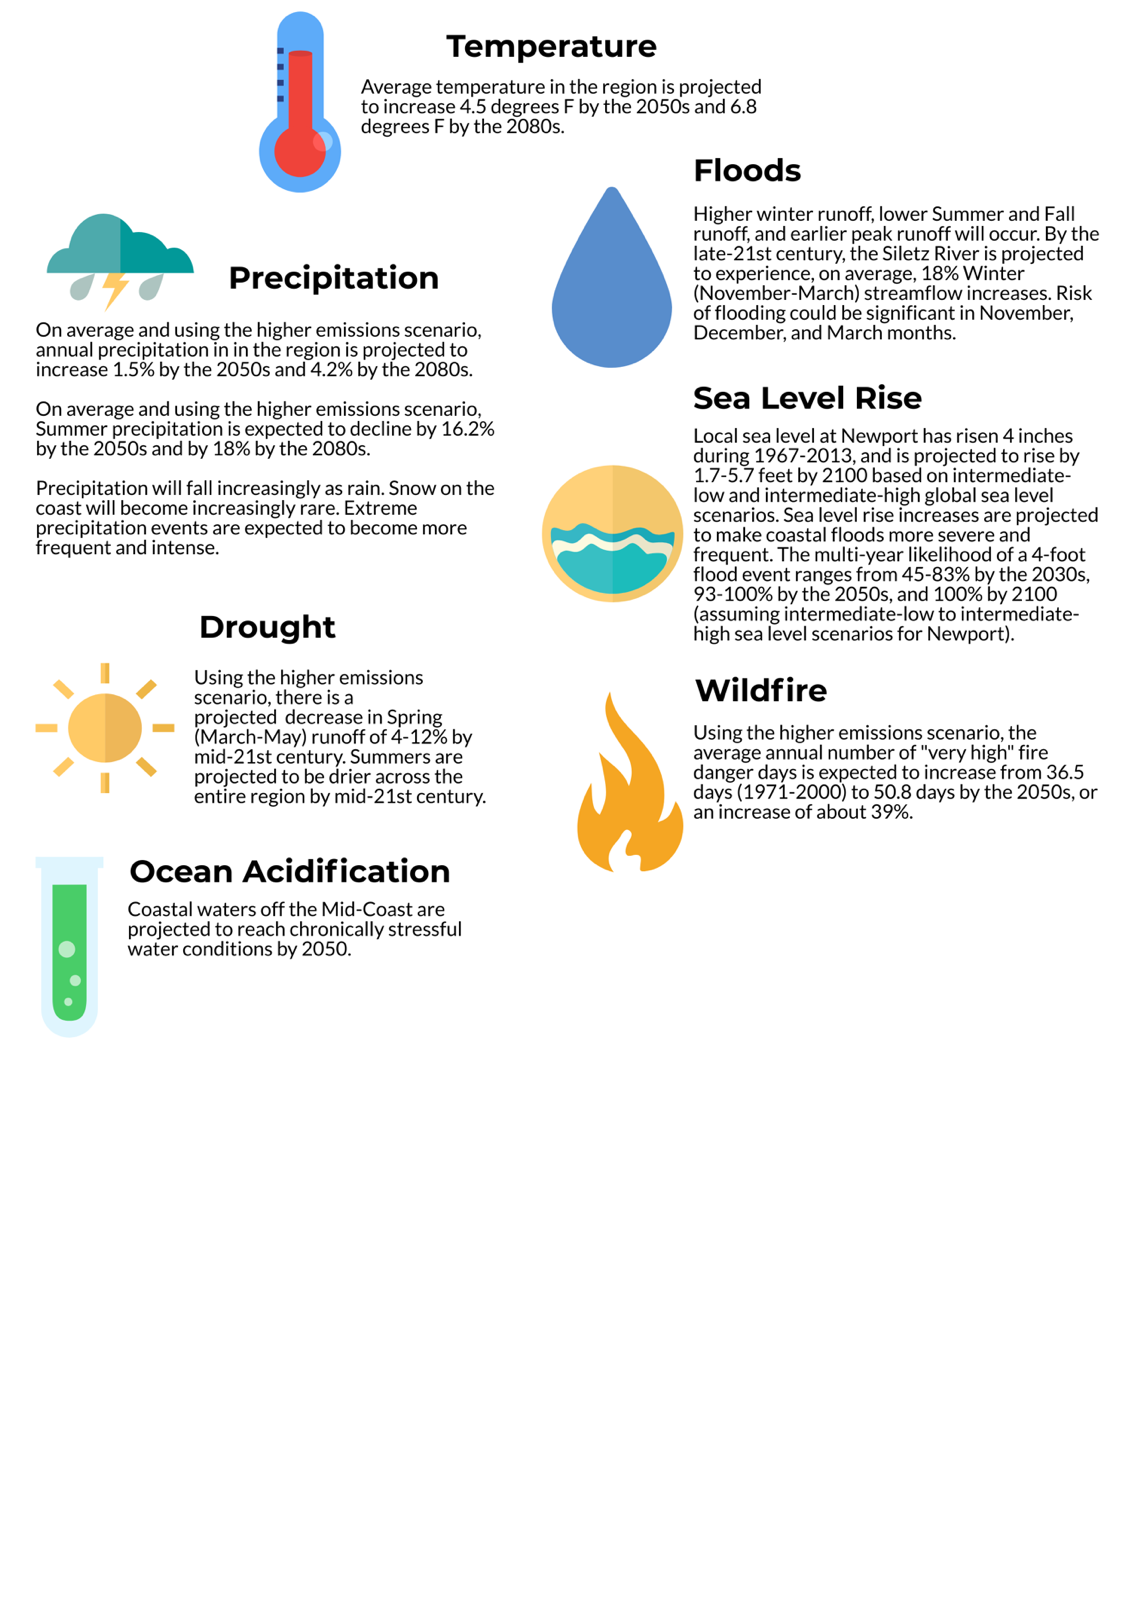 Temperature
Average temperature in the region is projected
to increase 4.5 degrees F by the 2050s and 6.8
degrees F by the 2080s.
Precipitation
On average and using the higher emissions scenario,
annual precipitation in in the region is projected to
increase 1.5% by the 2050s and 4.2% by the 2080s.
On average and using the higher emissions scenario,
Summer precipitation is expected to decline by 16.2%
by the 2050s and by 18% by the 2080s.
Precipitation will fall increasingly as rain. Snow on the
coast will become increasingly rare. Extreme
precipitation events are expected to become more
frequent and intense.
Drought
Using the higher emissions
scenario, there is a
projected  decrease in Spring
(March-May) runoff of 4-12% by
mid-21st century. Summers are
projected to be drier across the
entire region by mid-21st century.
Ocean Acidification
Coastal waters off the Mid-Coast are
projected to reach chronically stressful
water conditions by 2050.
Floods
Higher winter runoff, lower Summer and Fall
runoff, and earlier peak runoff will occur. By the
late-21st century, the Siletz River is projected
to experience, on average, 18% Winter
(November-March) streamflow increases. Risk
of flooding could be significant in November,
December, and March months.
Sea Level Rise
Local sea level at Newport has risen 4 inches
during 1967-2013, and is projected to rise by
1.7-5.7 feet by 2100 based on intermediate-
low and intermediate-high global sea level
scenarios. Sea level rise increases are projected
to make coastal floods more severe and
frequent. The multi-year likelihood of a 4-foot
flood event ranges from 45-83% by the 2030s,
93-100% by the 2050s, and 100% by 2100
(assuming intermediate-low to intermediate-
high sea level scenarios for Newport).
Wildfire
Using the higher emissions scenario, the
average annual number of "very high" fire
danger days is expected to increase from 36.5
days (1971-2000) to 50.8 days by the 2050s, or
an increase of about 39%.